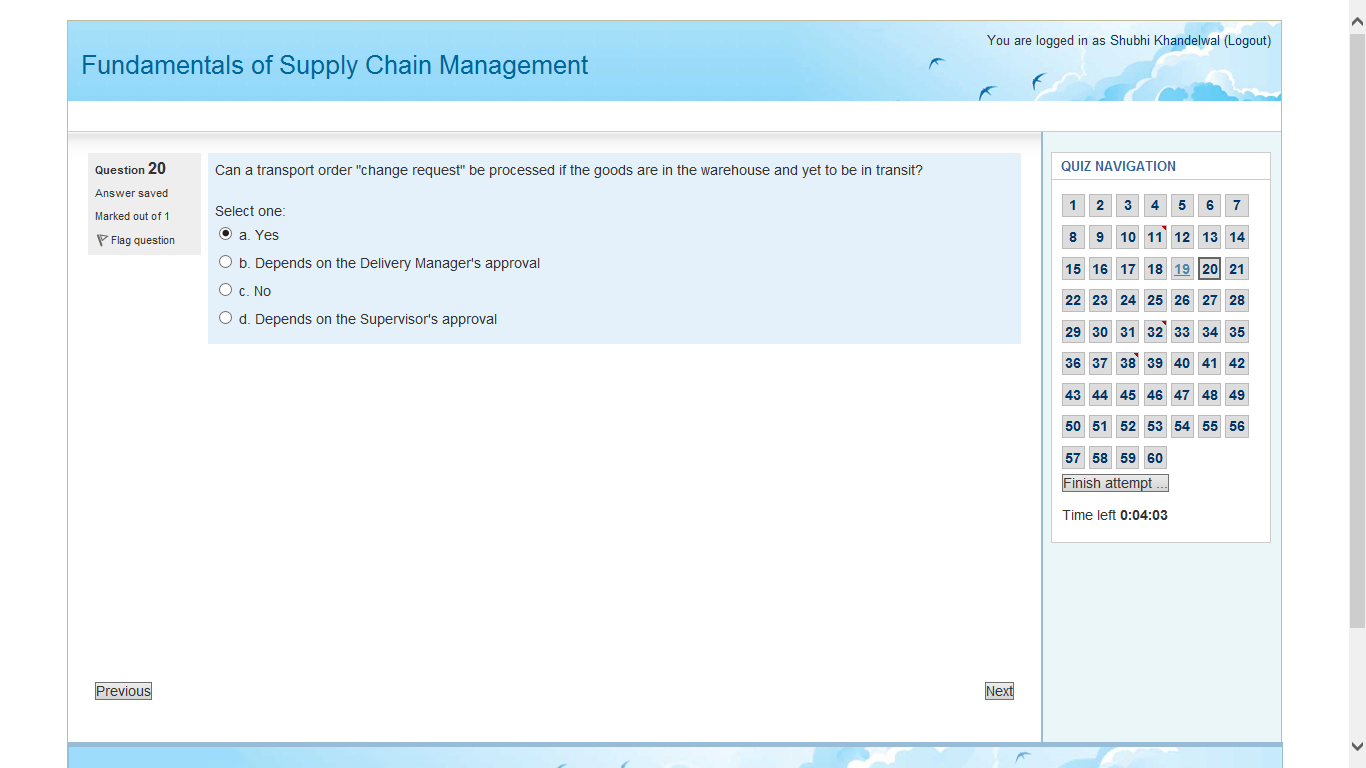 You are logged in as Shubhi Khandelwal (Logout)
Fundamentals of Supply Chain Management
Question 20
Answer saved
Marked out of 1
Flag question
Can a transport order "change request" be processed if the goods are in the warehouse and yet to be in transit?
Select one:
a. Yes
b. Depends on the Delivery Manager's approval
c. No
d. Depends on the Supervisor's approval
Previous
Next
QUIZ NAVIGATION
1 2 3 4 5 6 7
8 9 10 11 12 13 14
15 16 17 18 19 20 21
22 23 24 25 26 27 28
29 30 31 32 33 34 35
36 37 38 39 40 41 42
43 44 45 46 47 48 49
50 51 52 53 54 55 56
57 58 59 60
Finish attempt ...
Time left 0:04:03